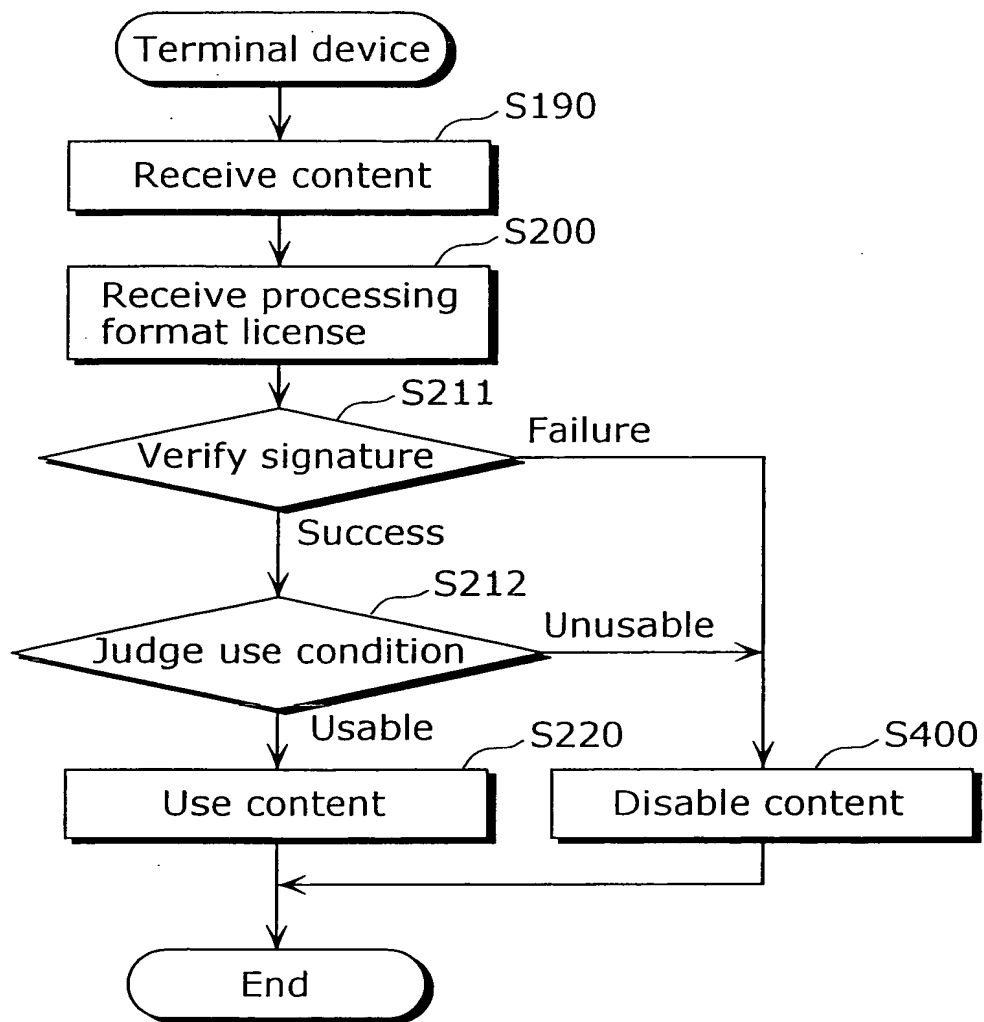 Terminal device
S190
Receive content
S200
Receive processing
format license
S211
Verify signature
Failure
Success
S212
Judge use condition
Unusable
Usable
S220
Use content
S400
Disable content
End